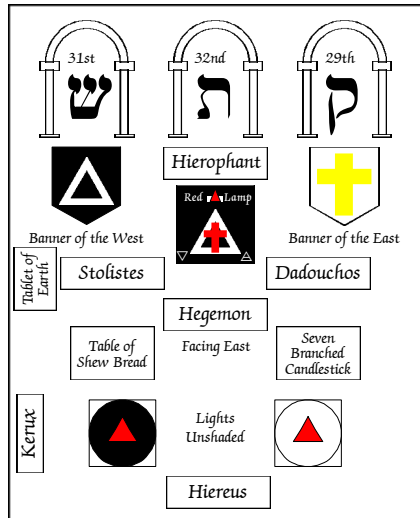 31st
32nd
29th
ש
ת
ק
Hierophant
Red Lamp
Banner of the West
Banner of the East
Tablet of
Earth
Stolistes
Dadouchos
Hegemon
Table of
Shew Bread
Facing East
Seven
Branched
Candlestick
Kerux
Lights
Unshaded
Hiereus